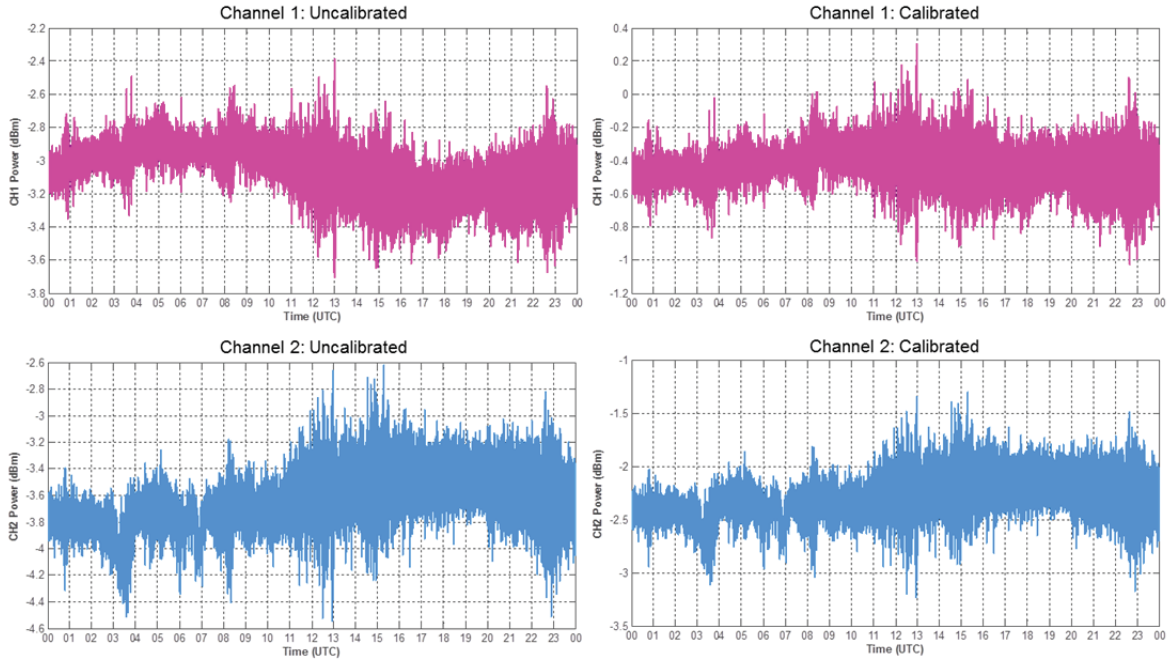 Channel 1: Uncalibrated
-2.2
-2.4
-2.6
-2.8
-3
-3.2
-3.4
-3.6
-3.8
CH1 Power (dBm)
00 01 02 03 04 05 06 07 08 09 10 11 12 13 14 15 16 17 18 19 20 21 22 23 00
Time (UTC)
Channel 1: Calibrated
0.4
0.2
0
-0.2
-0.4
-0.6
-0.8
-1
-1.2
CH1 Power (dBm)
00 01 02 03 04 05 06 07 08 09 10 11 12 13 14 15 16 17 18 19 20 21 22 23 00
Time (UTC)
Channel 2: Uncalibrated
-2.6
-2.8
-3
-3.2
-3.4
-3.6
-3.8
-4
-4.2
-4.4
-4.6
CH2 Power (dBm)
00 01 02 03 04 05 06 07 08 09 10 11 12 13 14 15 16 17 18 19 20 21 22 23 00
Time (UTC)
Channel 2: Calibrated
-1
-1.5
-2
-2.5
-3
-3.5
CH2 Power (dBm)
00 01 02 03 04 05 06 07 08 09 10 11 12 13 14 15 16 17 18 19 20 21 22 23 00
Time (UTC)